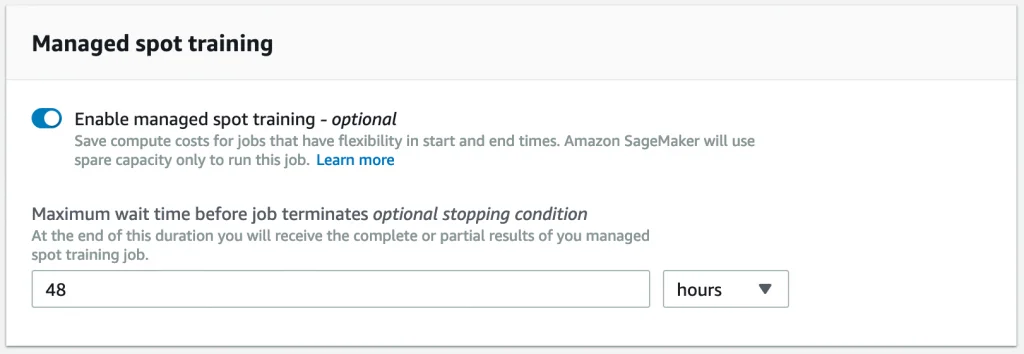 Managed spot training
Enable managed spot training - optional
Save compute costs for jobs that have flexibility in start and end times. Amazon SageMaker will use
spare capacity only to run this job. Learn more
Maximum wait time before job terminates optional stopping condition
At the end of this duration you will receive the complete or partial results of you managed
spot training job.
48
hours